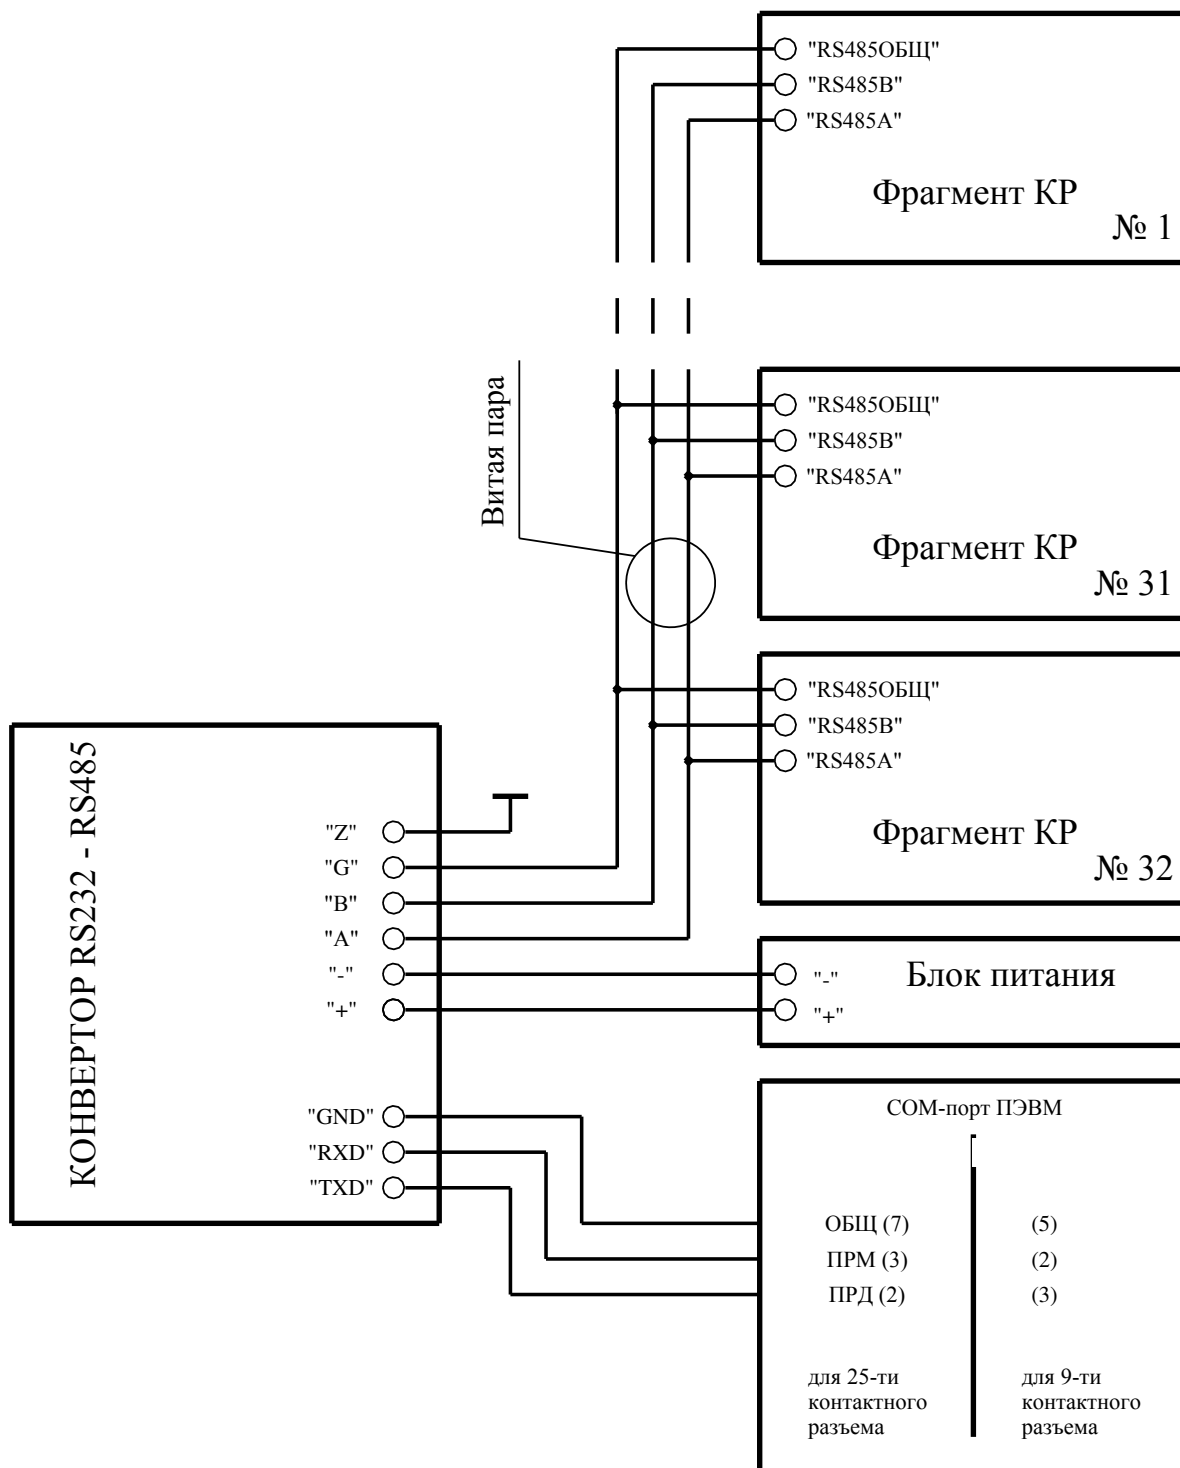 "RS485ОБЩ"
"RS485B"
"RS485A"
Фрагмент КР
№ 1
Витая пара
"RS485ОБЩ"
"RS485B"
"RS485A"
Фрагмент КР
№ 31
"RS485ОБЩ"
"RS485B"
"RS485A"
Фрагмент КР
№ 32
КОНВЕРТОР RS232 - RS485
"Z"
"G"
"B"
"A"
"-"
"+"
"GND"
"RXD"
"TXD"
Блок питания
"-"
"+"
COM-порт ПЭВМ
ОБЩ (7) (5)
ПРМ (3) (2)
ПРД (2) (3)
для 25-ти
контактного
разъема
для 9-ти
контактного
разъема